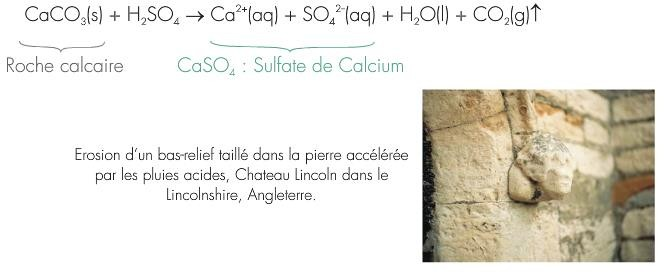 CaCO₃(s) + H₂SO₄ → Ca²⁺(aq) + SO₄²⁻(aq) + H₂O(l) + CO₂(g)↑
Roche calcaire
CaSO₄ : Sulfate de Calcium
Erosion d'un bas-relief taillé dans la pierre accélérée
par les pluies acides, Chateau Lincoln dans le
Lincolnshire, Angleterre.